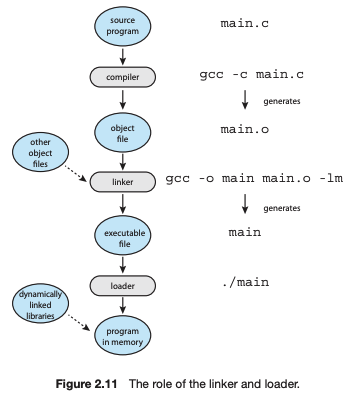 source
program
main.c
compiler
gcc -c main.c
generates
object
file
main.o
other
object
files
linker
gcc -o main main.o -lm
generates
executable
file
main
loader
./main
dynamically
linked
libraries
program
in memory
Figure 2.11 The role of the linker and loader.